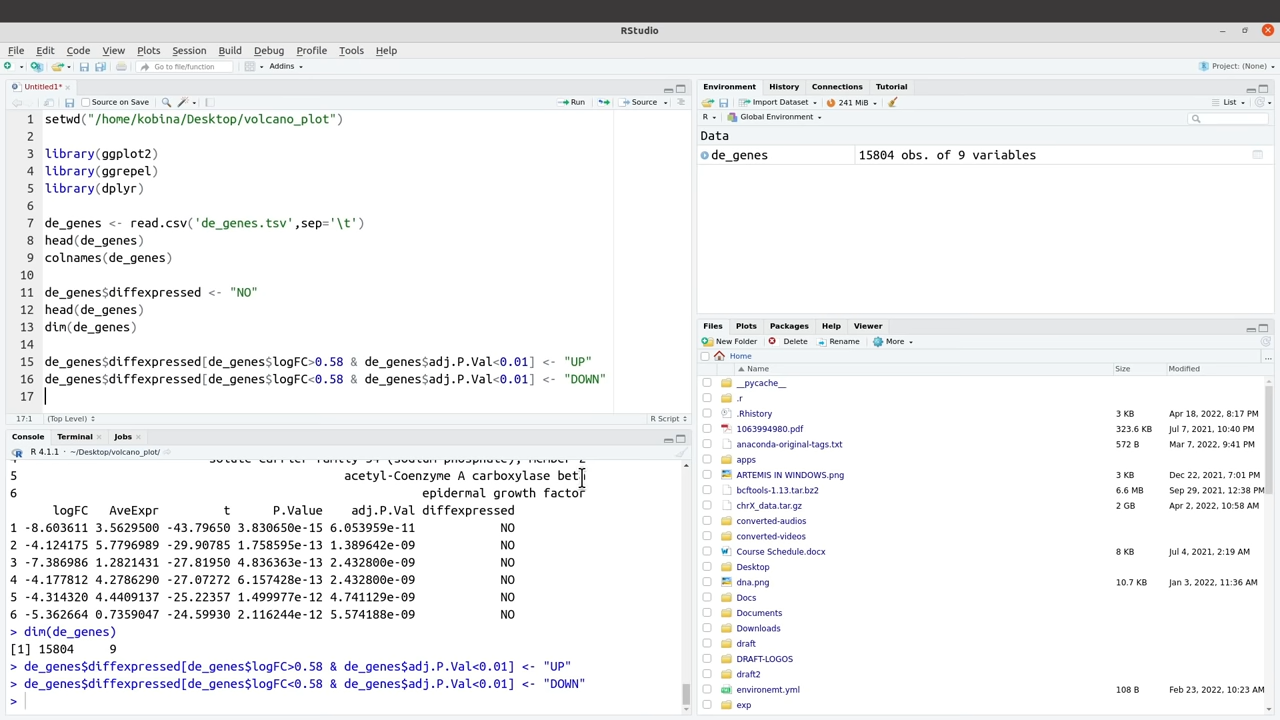 RStudio
File Edit Code View Plots Session Build Debug Profile Tools Help
Go to file/function Addins Project: (None)
Untitled1*
Source on Save Run Source
1 setwd("/home/kobina/Desktop/volcano_plot")
2
3 library(ggplot2)
4 library(ggrepel)
5 library(dplyr)
6
7 de_genes <- read.csv('de_genes.tsv',sep='\t')
8 head(de_genes)
9 colnames(de_genes)
10
11 de_genes$diffexpressed <- "NO"
12 head(de_genes)
13 dim(de_genes)
14
15 de_genes$diffexpressed[de_genes$logFC>0.58 & de_genes$adj.P.Val<0.01] <- "UP"
16 de_genes$diffexpressed[de_genes$logFC<0.58 & de_genes$adj.P.Val<0.01] <- "DOWN"
17
17:1 (Top Level) R Script
Console Terminal Jobs
R 4.1.1 · ~/Desktop/volcano_plot/
5 acetyl-Coenzyme A carboxylase bet
6 epidermal growth factor
logFC AveExpr t P.Value adj.P.Val diffexpressed
1 -8.603611 3.5629500 -43.79650 3.830650e-15 6.053959e-11 NO
2 -4.124175 5.7796989 -29.90785 1.758595e-13 1.389642e-09 NO
3 -7.386986 1.2821431 -27.81950 4.836363e-13 2.432800e-09 NO
4 -4.177812 4.2786290 -27.07272 6.157428e-13 2.432800e-09 NO
5 -4.314320 4.4409137 -25.22357 1.499977e-12 4.741129e-09 NO
6 -5.362664 0.7359047 -24.59930 2.116244e-12 5.574188e-09 NO
> dim(de_genes)
[1] 15804 9
> de_genes$diffexpressed[de_genes$logFC>0.58 & de_genes$adj.P.Val<0.01] <- "UP"
> de_genes$diffexpressed[de_genes$logFC<0.58 & de_genes$adj.P.Val<0.01] <- "DOWN"
>
Environment History Connections Tutorial
Import Dataset 241 MiB List
R Global Environment
Data
de_genes 15804 obs. of 9 variables
Files Plots Packages Help Viewer
New Folder Delete Rename More
Home
Name Size Modified
__pycache__
.r
.Rhistory 3 KB Apr 18, 2022, 8:17 PM
1063994980.pdf 323.6 KB Jul 7, 2021, 10:40 PM
anaconda-original-tags.txt 572 B Mar 7, 2022, 9:41 PM
apps
ARTEMIS IN WINDOWS.png 3 KB Dec 22, 2021, 7:01 PM
bcftools-1.13.tar.bz2 6.6 MB Sep 29, 2021, 12:38 PM
chrX_data.tar.gz 2 GB Apr 2, 2022, 10:58 AM
converted-audios
converted-videos
Course Schedule.docx 8 KB Jul 4, 2021, 2:19 AM
Desktop
dna.png 10.7 KB Jan 3, 2022, 11:36 AM
Docs
Documents
Downloads
draft
DRAFT-LOGOS
draft2
environemt.yml 108 B Feb 23, 2022, 10:23 AM
exp